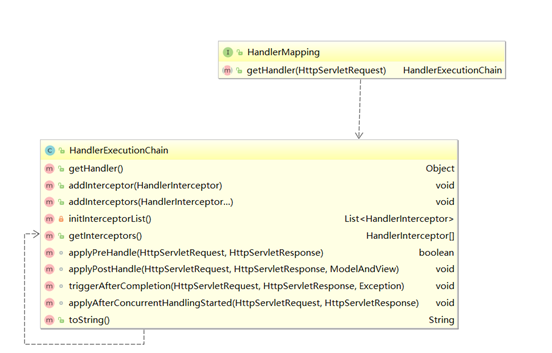 HandlerMapping
getHandler(HttpServletRequest) HandlerExecutionChain
HandlerExecutionChain
getHandler() Object
addInterceptor(HandlerInterceptor) void
addInterceptors(HandlerInterceptor...) void
initInterceptorList() List<HandlerInterceptor>
getInterceptors() HandlerInterceptor[]
applyPreHandle(HttpServletRequest, HttpServletResponse) boolean
applyPostHandle(HttpServletRequest, HttpServletResponse, ModelAndView) void
triggerAfterCompletion(HttpServletRequest, HttpServletResponse, Exception) void
applyAfterConcurrentHandlingStarted(HttpServletRequest, HttpServletResponse) void
toString() String